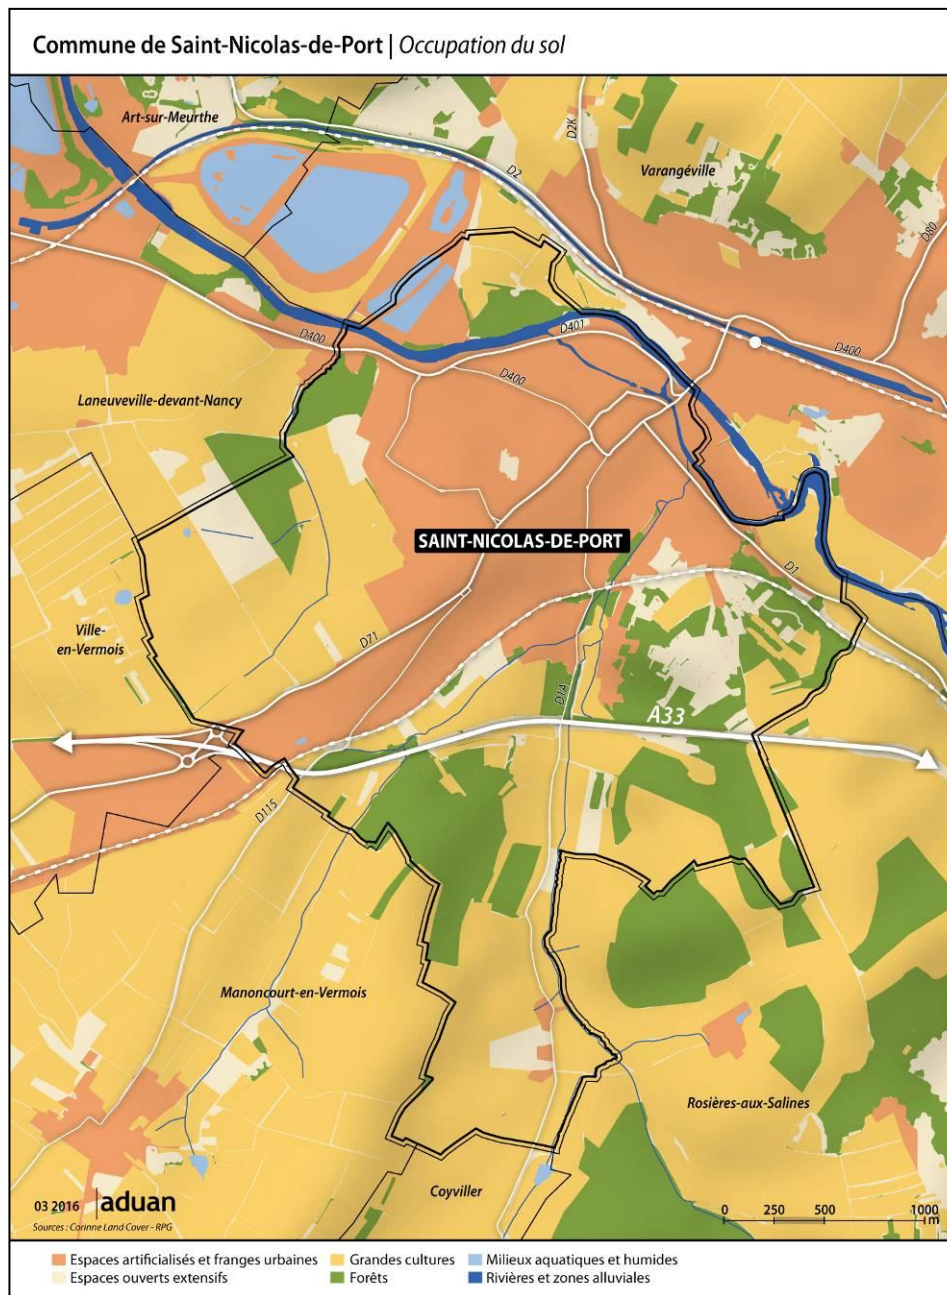 Commune de Saint-Nicolas-de-Port | Occupation du sol
Art-sur-Meurthe
D2K
D2
Varangéville
D80
D400
D401
D400
D400
Laneuveville-devant-Nancy
SAINT-NICOLAS-DE-PORT
D1
Ville-
en-Vermois
D71
D1A
A33
D115
Manoncourt-en-Vermois
Rosières-aux-Salines
Coyviller
03 2016 aduan
Sources : Corinne Land Cover - RPG
0 250 500 1000
m
Espaces artificialisés et franges urbaines
Grandes cultures
Milieux aquatiques et humides
Espaces ouverts extensifs
Forêts
Rivières et zones alluviales